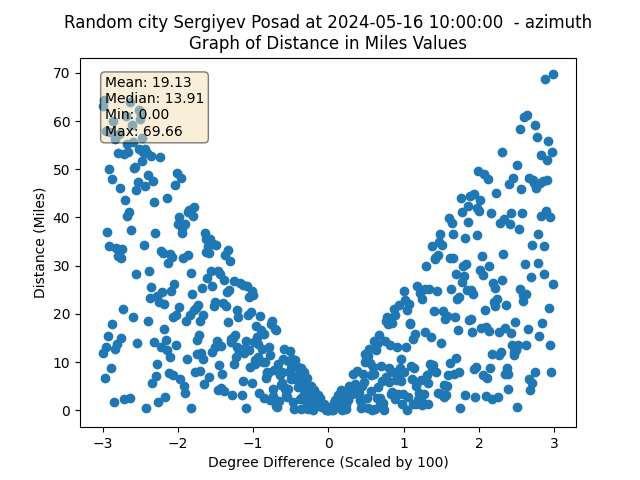 Random city Sergiyev Posad at 2024-05-16 10:00:00  - azimuth
Graph of Distance in Miles Values
Mean: 19.13
Median: 13.91
Min: 0.00
Max: 69.66
Distance (Miles)
70
60
50
40
30
20
10
0
−3 −2 −1 0 1 2 3
Degree Difference (Scaled by 100)